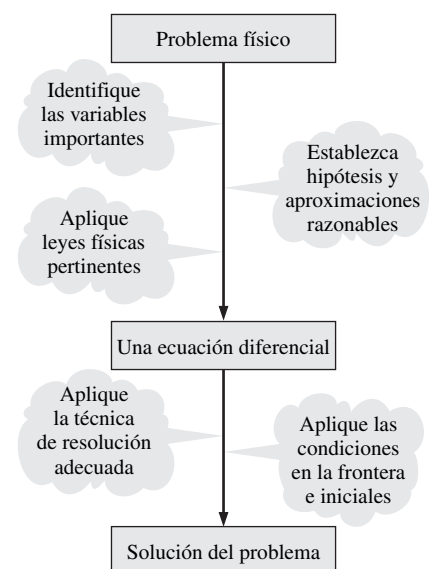 Problema físico
Identifique
las variables
importantes
Establezca
hipótesis y
aproximaciones
razonables
Aplique
leyes físicas
pertinentes
Una ecuación diferencial
Aplique
la técnica
de resolución
adecuada
Aplique las
condiciones
en la frontera
e iniciales
Solución del problema